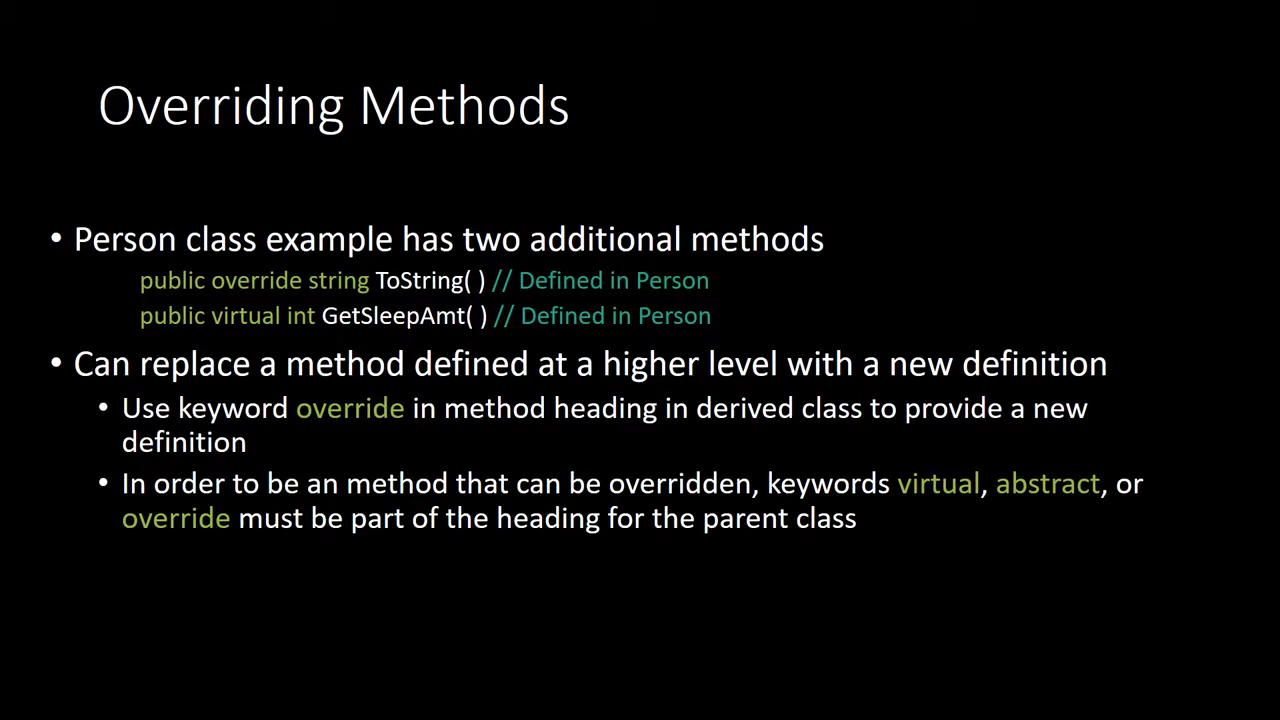 Overriding Methods
• Person class example has two additional methods
public override string ToString( ) // Defined in Person
public virtual int GetSleepAmt( ) // Defined in Person
• Can replace a method defined at a higher level with a new definition
• Use keyword override in method heading in derived class to provide a new
definition
• In order to be an method that can be overridden, keywords virtual, abstract, or
override must be part of the heading for the parent class